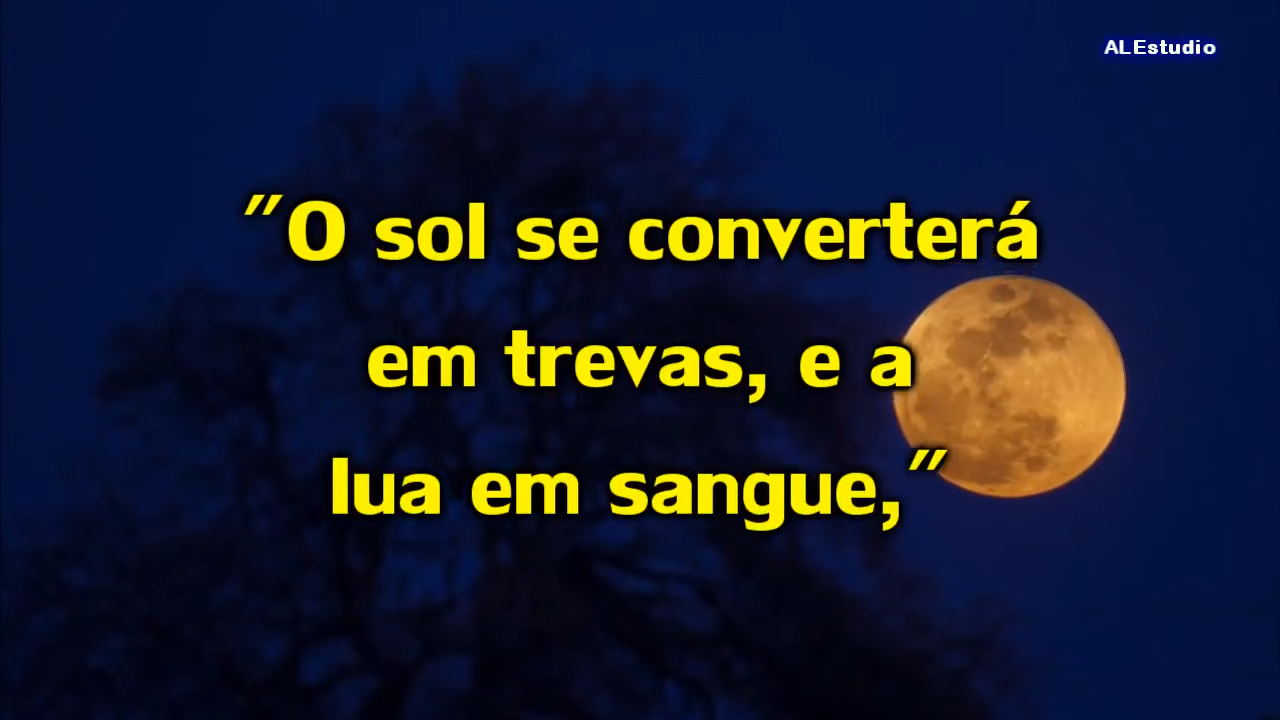 ALEstudio
"O sol se converterá
em trevas, e a
lua em sangue,"